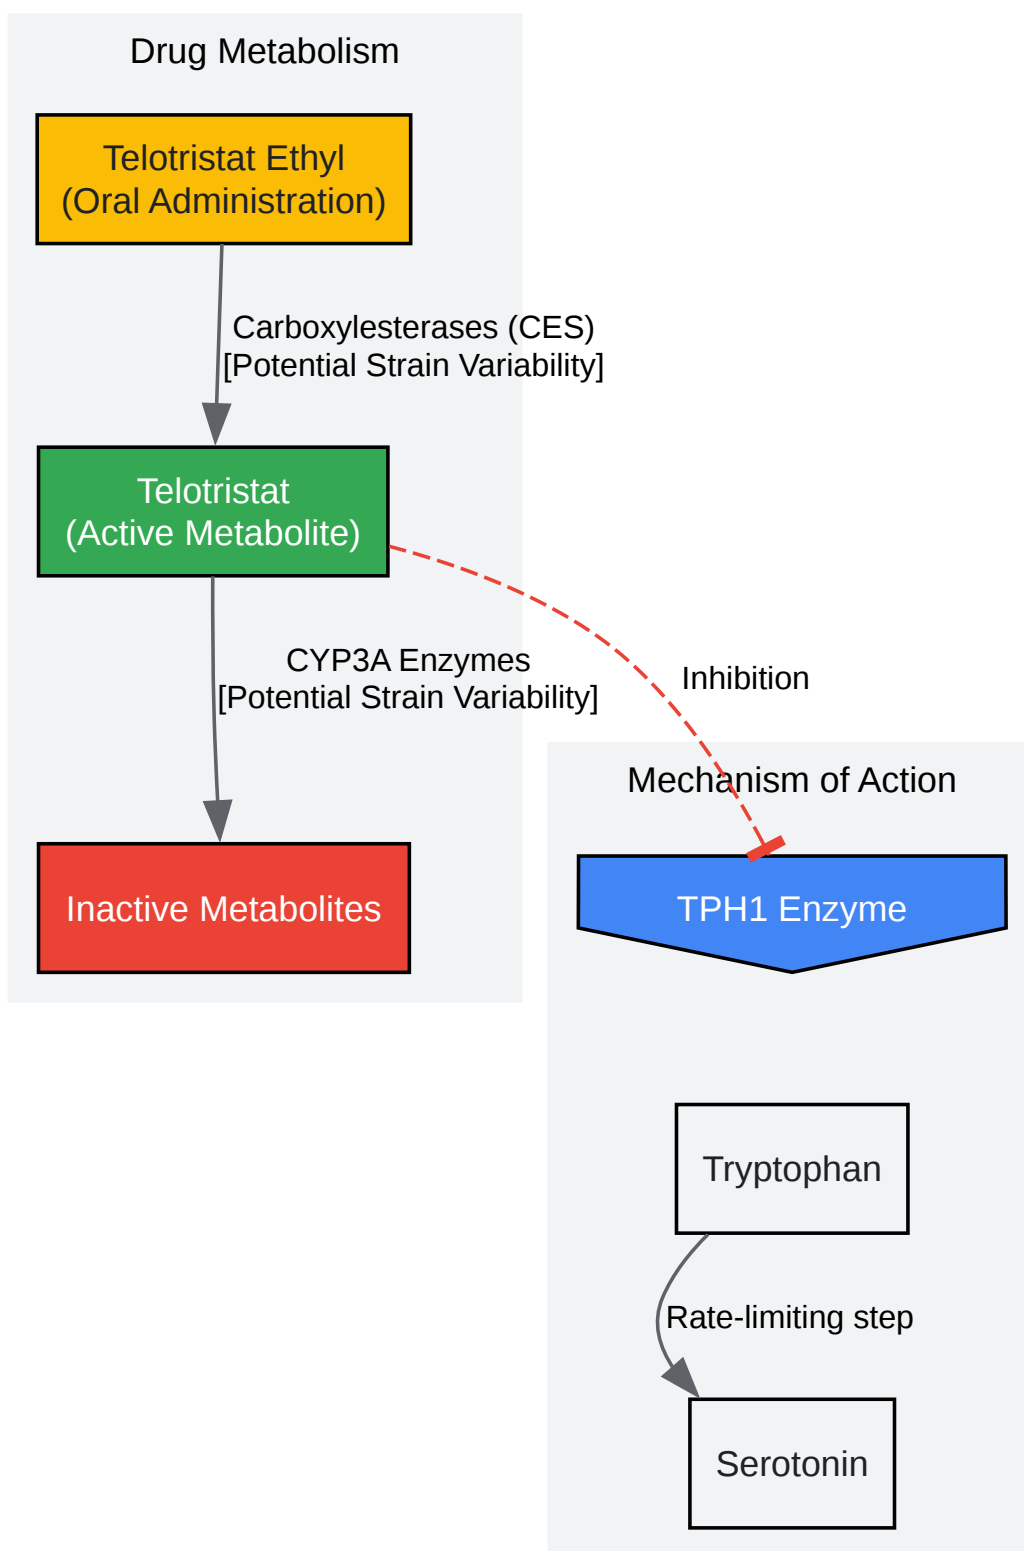 Drug Metabolism
Telotristat Ethyl
(Oral Administration)
Carboxylesterases (CES)
[Potential Strain Variability]
Telotristat
(Active Metabolite)
CYP3A Enzymes
[Potential Strain Variability]
Inhibition
Inactive Metabolites
Mechanism of Action
TPH1 Enzyme
Tryptophan
Rate-limiting step
Serotonin